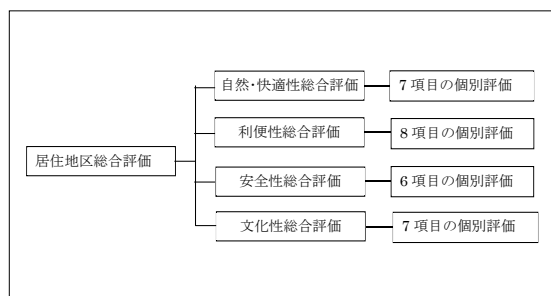 自然・快適性総合評価
7 項目の個別評価
利便性総合評価
8 項目の個別評価
居住地区総合評価
安全性総合評価
6 項目の個別評価
文化性総合評価
7 項目の個別評価